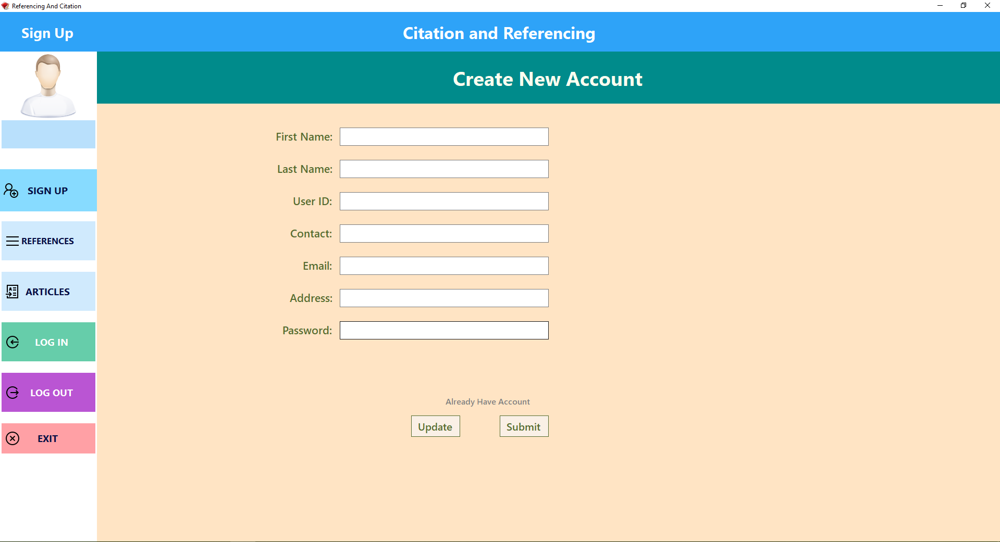 Referencing And Citation
Sign Up
Citation and Referencing
Create New Account
First Name:
Last Name:
User ID:
Contact:
Email:
Address:
Password:
Already Have Account
Update
Submit
SIGN UP
REFERENCES
ARTICLES
LOG IN
LOG OUT
EXIT